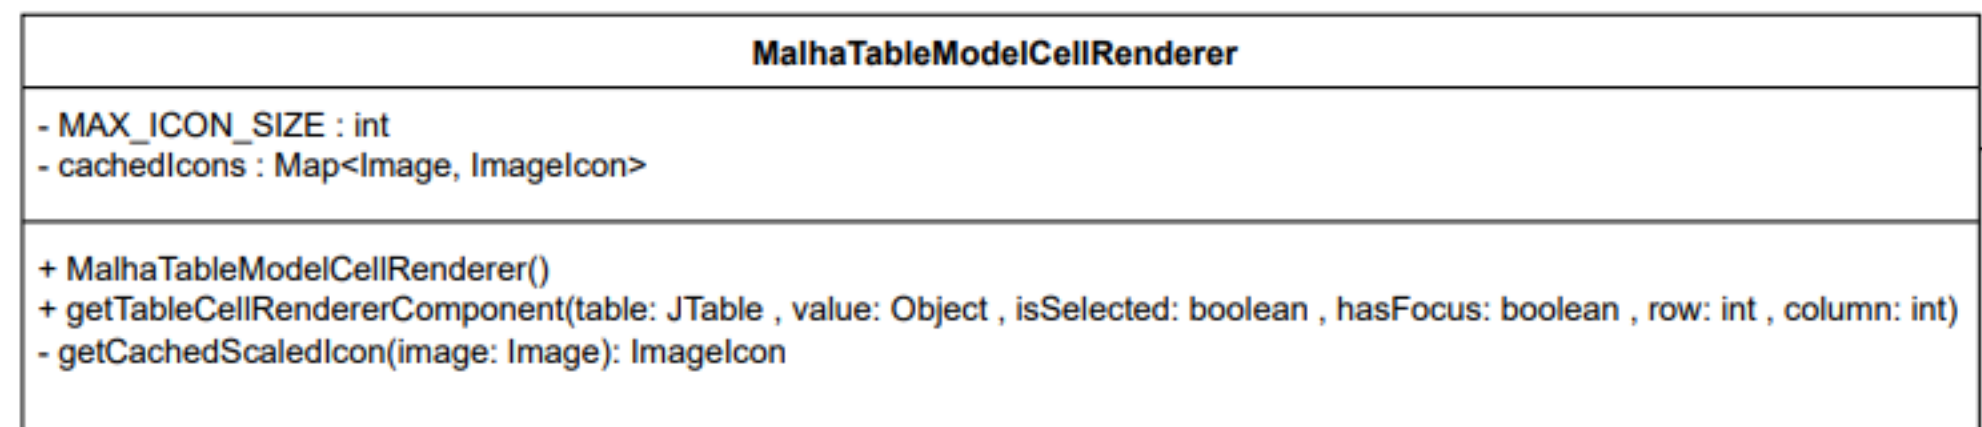 MalhaTableModelCellRenderer
- MAX_ICON_SIZE : int
- cachedIcons : Map<Image, ImageIcon>
+ MalhaTableModelCellRenderer()
+ getTableCellRendererComponent(table: JTable , value: Object , isSelected: boolean , hasFocus: boolean , row: int , column: int)
- getCachedScaledIcon(image: Image): ImageIcon